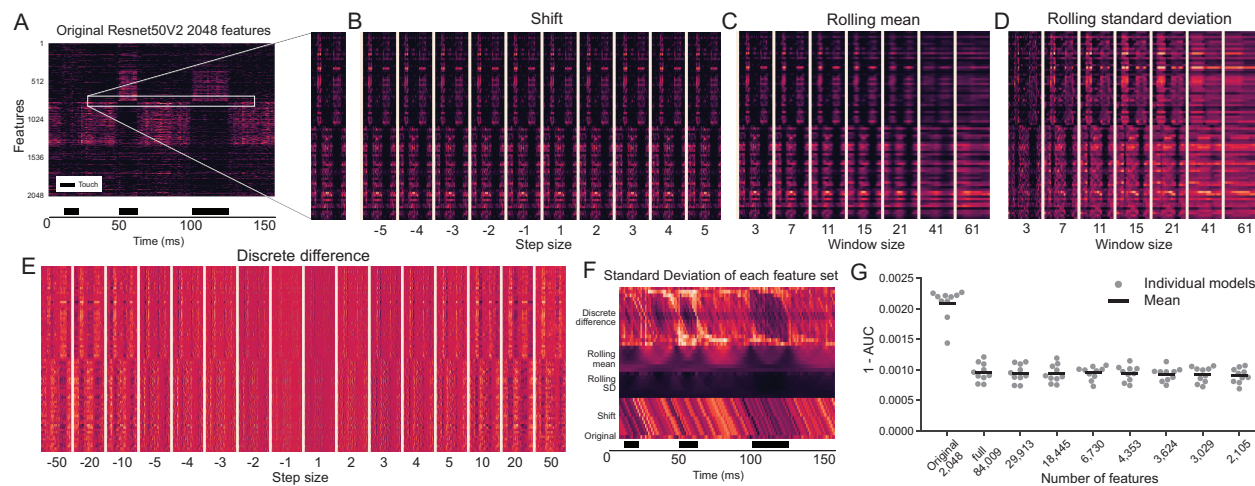 A
Original Resnet50V2 2048 features
1
512
1024
1536
2048
Features
Touch
0
50
100
150
Time (ms)
B
Shift
-5
-4
-3
-2
-1
1
2
3
4
5
Step size
C
Rolling mean
3
7
11
15
21
41
61
Window size
D
Rolling standard deviation
3
7
11
15
21
41
61
Window size
E
Discrete difference
-50
-20
-10
-5
-4
-3
-2
-1
1
2
3
4
5
10
20
50
Step size
F
Standard Deviation of each feature set
Discrete
difference
Rolling
mean
Rolling
SD
Shift
Original
0
50
100
150
Time (ms)
G
0.0025
0.0020
0.0015
0.0010
0.0005
0.0000
1 - AUC
Individual models
Mean
Original
2,048
full
84,009
29,913
18,445
6,730
4,353
3,624
3,029
2,105
Number of features